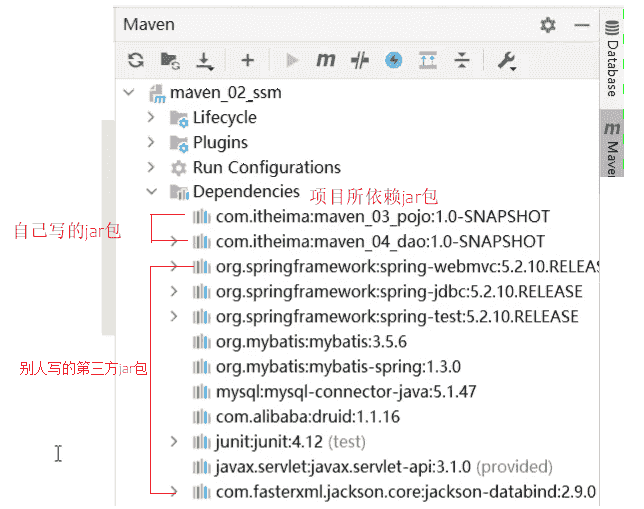 Maven
maven_02_ssm
Lifecycle
Plugins
Run Configurations
Dependencies
项目所依赖jar包
自己写的jar包
com.itheima:maven_03_pojo:1.0-SNAPSHOT
com.itheima:maven_04_dao:1.0-SNAPSHOT
org.springframework:spring-webmvc:5.2.10.RELEAS
org.springframework:spring-jdbc:5.2.10.RELEASE
org.springframework:spring-test:5.2.10.RELEASE
org.mybatis:mybatis:3.5.6
别人写的第三方jar包
org.mybatis:mybatis-spring:1.3.0
mysql:mysql-connector-java:5.1.47
com.alibaba:druid:1.1.16
junit:junit:4.12 (test)
javax.servlet:javax.servlet-api:3.1.0 (provided)
com.fasterxml.jackson.core:jackson-databind:2.9.0
Database
m
Maven